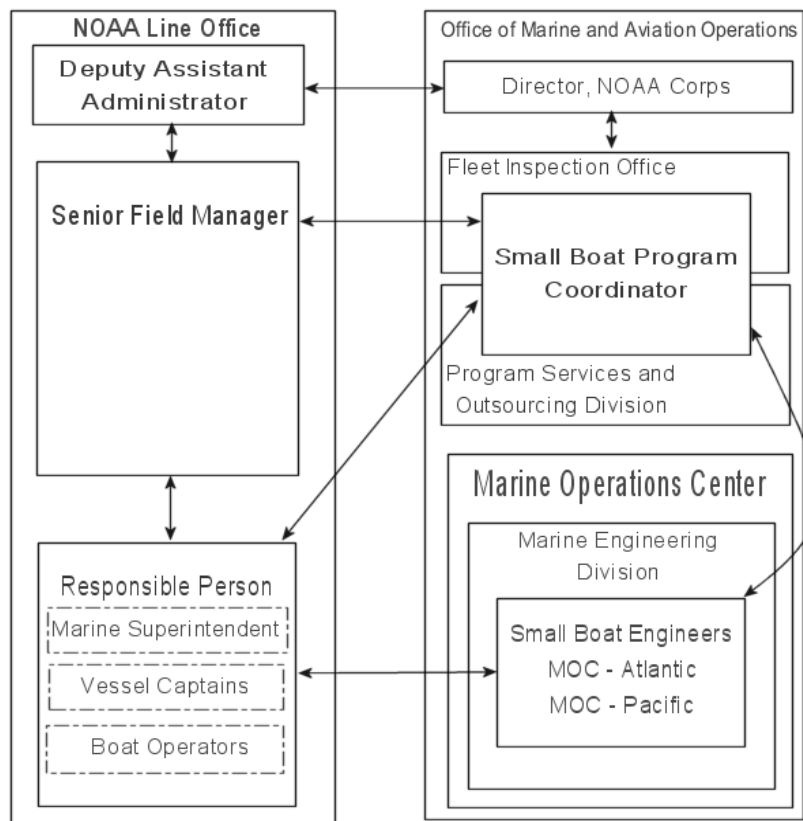 NOAA Line Office
Deputy Assistant
Administrator
Senior Field Manager
Responsible Person
Marine Superintendent
Vessel Captains
Boat Operators
Office of Marine and Aviation Operations
Director, NOAA Corps
Fleet Inspection Office
Small Boat Program
Coordinator
Program Services and
Outsourcing Division
Marine Operations Center
Marine Engineering
Division
Small Boat Engineers
MOC - Atlantic
MOC - Pacific